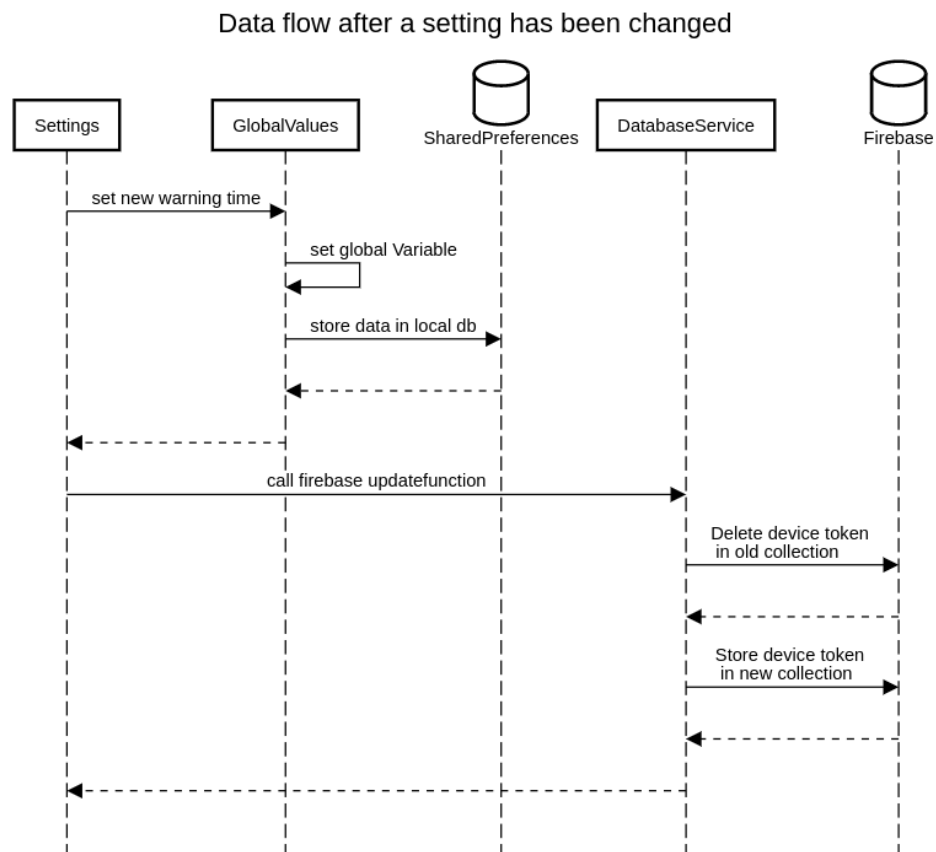 Data flow after a setting has been changed
Settings
GlobalValues
SharedPreferences
DatabaseService
Firebase
set new warning time
set global Variable
store data in local db
call firebase updatefunction
Delete device token
in old collection
Store device token
in new collection